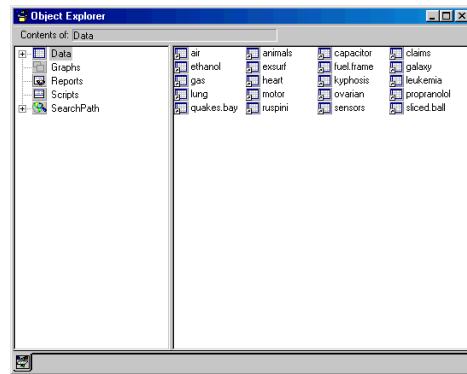 Object Explorer
Contents of: Data
Data
Graphs
Reports
Scripts
SearchPath
air animals capacitor claims
ethanol exsurf fuel.frame galaxy
gas heart kyphosis leukemia
lung motor ovarian propranolol
quakes.bay ruspini sensors sliced.ball